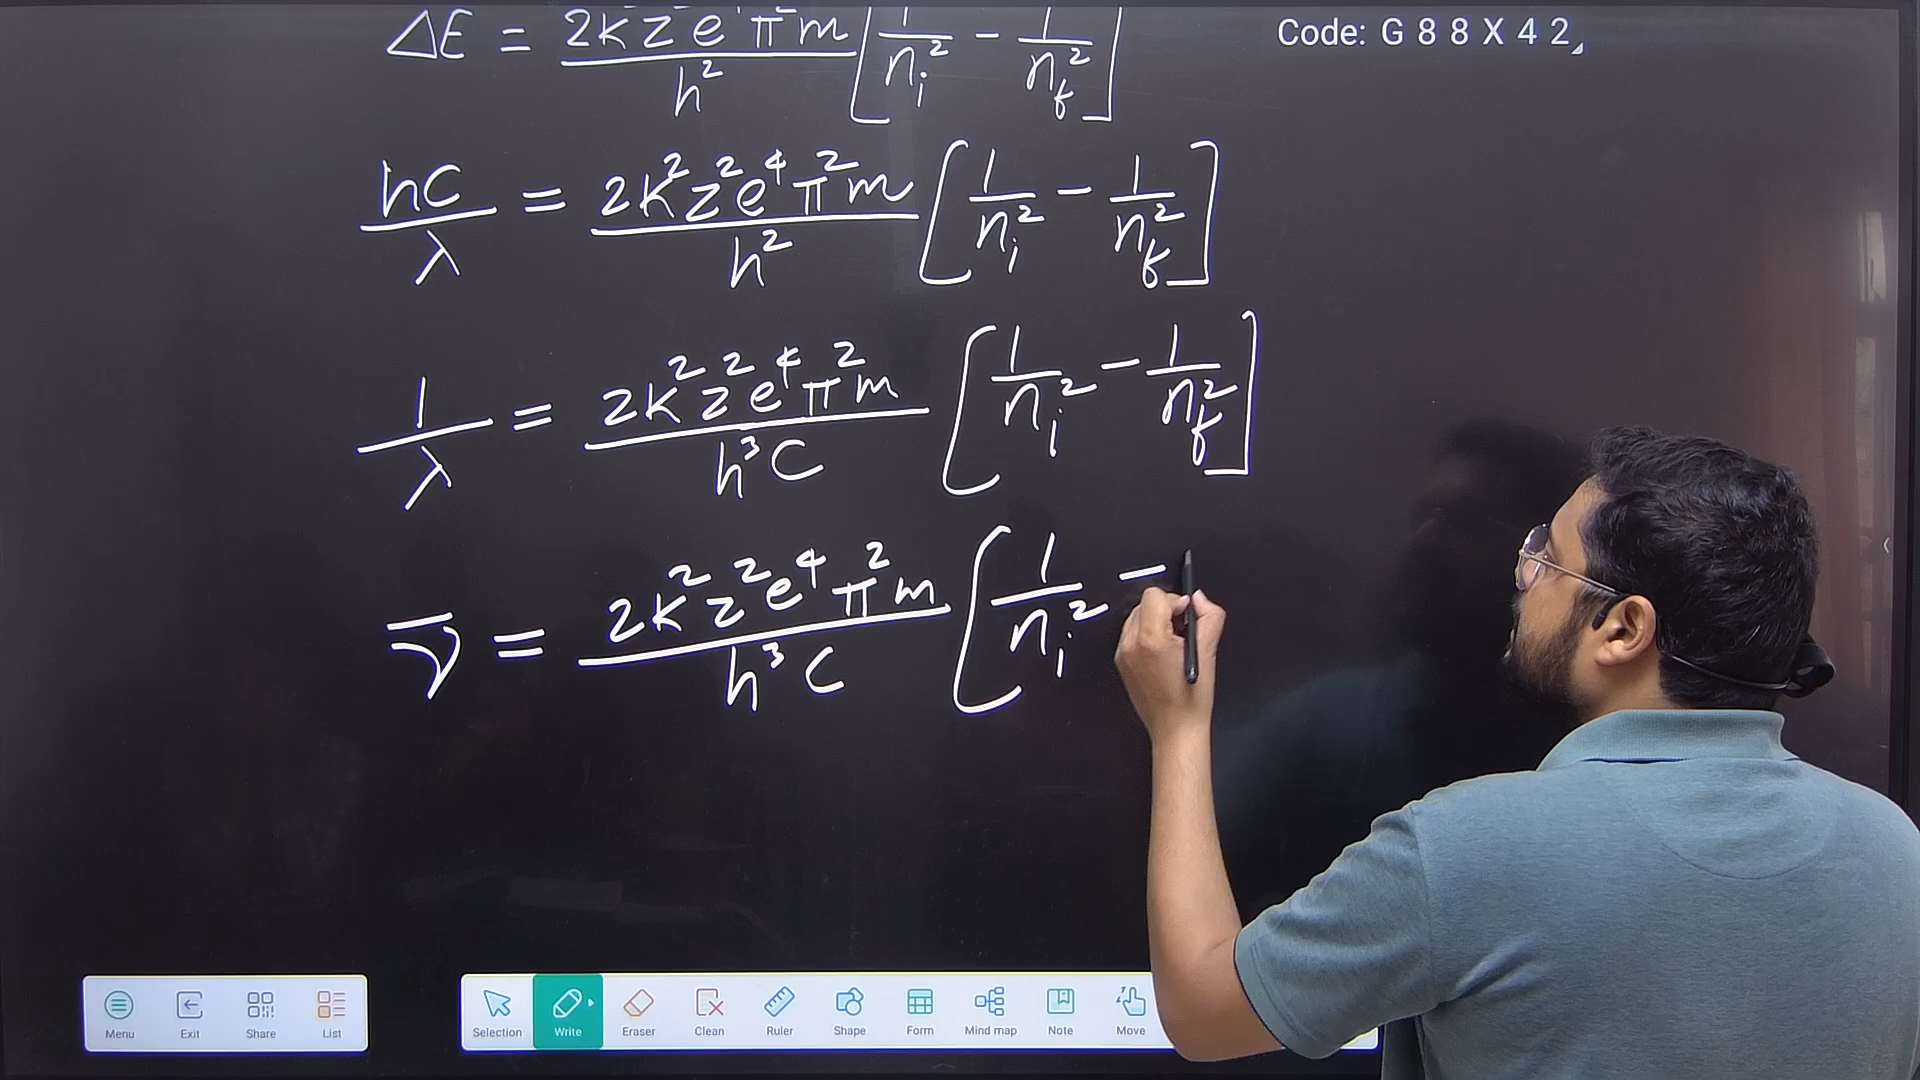 ΔE = 2k²z²e⁴π²m/h² [1/nᵢ² − 1/n_f²]
Code: G 8 8 X 4 2
hC/λ = 2k²z²e⁴π²m/h² [1/nᵢ² − 1/n_f²]
1/λ = 2k²z²e⁴π²m/h³C [1/nᵢ² − 1/n_f²]
ν̅ = 2k²z²e⁴π²m/h³C [1/nᵢ² −
Menu Exit Share List Selection Write Eraser Clean Ruler Shape Form Mind map Note Move